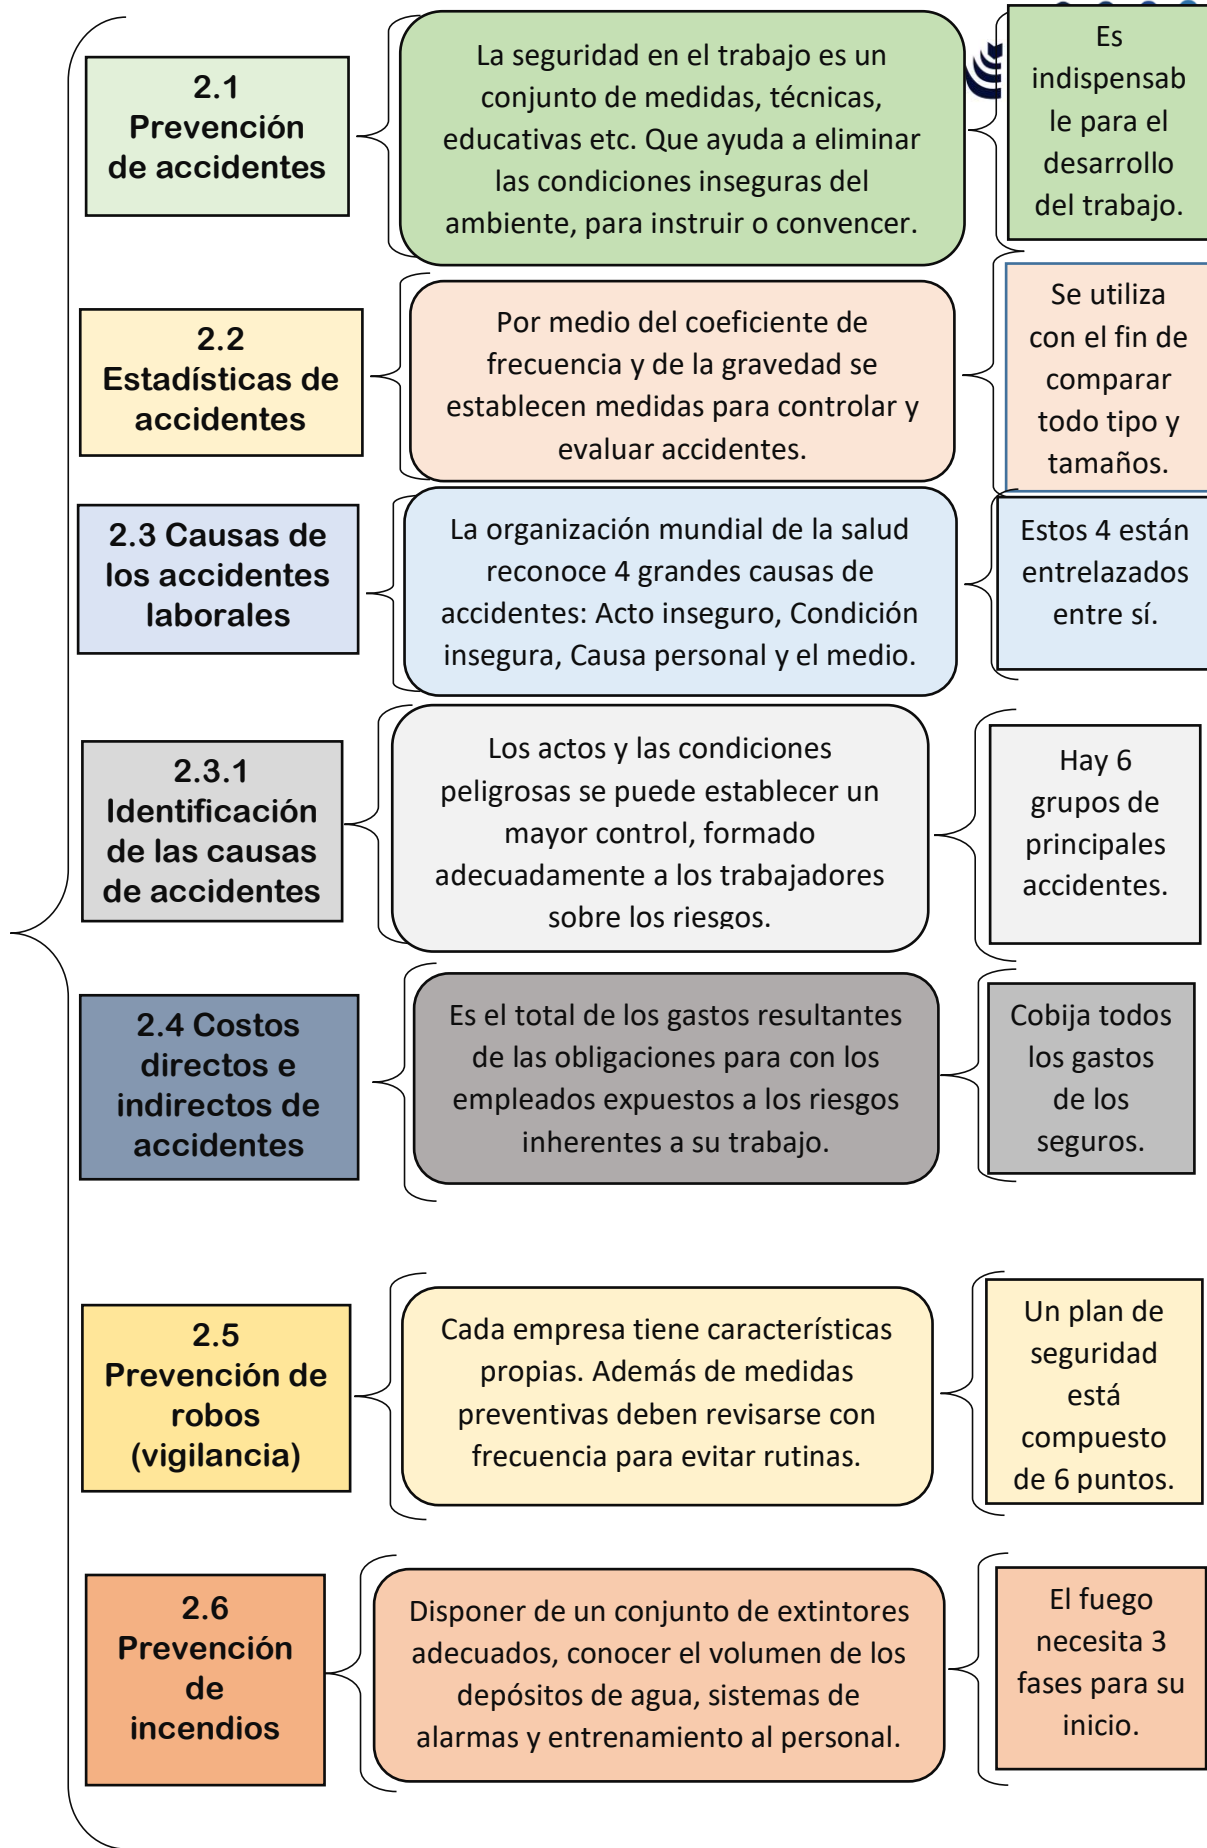 2.1
Prevención
de accidentes
La seguridad en el trabajo es un
conjunto de medidas, técnicas,
educativas etc. Que ayuda a eliminar
las condiciones inseguras del
ambiente, para instruir o convencer.
Es
indispensab
le para el
desarrollo
del trabajo.
2.2
Estadísticas de
accidentes
Por medio del coeficiente de
frecuencia y de la gravedad se
establecen medidas para controlar y
evaluar accidentes.
Se utiliza
con el fin de
comparar
todo tipo y
tamaños.
2.3 Causas de
los accidentes
laborales
La organización mundial de la salud
reconoce 4 grandes causas de
accidentes: Acto inseguro, Condición
insegura, Causa personal y el medio.
Estos 4 están
entrelazados
entre sí.
2.3.1
Identificación
de las causas
de accidentes
Los actos y las condiciones
peligrosas se puede establecer un
mayor control, formado
adecuadamente a los trabajadores
sobre los riesgos.
Hay 6
grupos de
principales
accidentes.
2.4 Costos
directos e
indirectos de
accidentes
Es el total de los gastos resultantes
de las obligaciones para con los
empleados expuestos a los riesgos
inherentes a su trabajo.
Cobija todos
los gastos
de los
seguros.
2.5
Prevención de
robos
(vigilancia)
Cada empresa tiene características
propias. Además de medidas
preventivas deben revisarse con
frecuencia para evitar rutinas.
Un plan de
seguridad
está
compuesto
de 6 puntos.
2.6
Prevención
de
incendios
Disponer de un conjunto de extintores
adecuados, conocer el volumen de los
depósitos de agua, sistemas de
alarmas y entrenamiento al personal.
El fuego
necesita 3
fases para su
inicio.